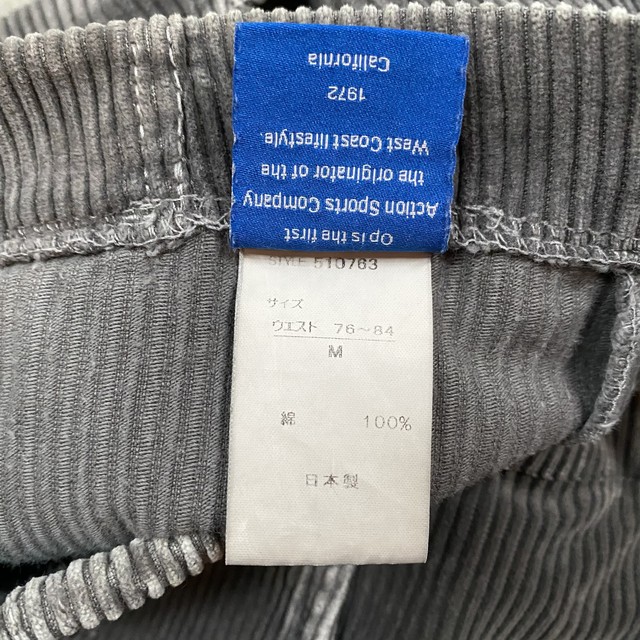 Op is the first
Action Sports Company
the originator of the
West Coast lifestyle.
1972
California
STYLE 510763
サイズ
ウエスト 76～84
M
綿 100%
日本製